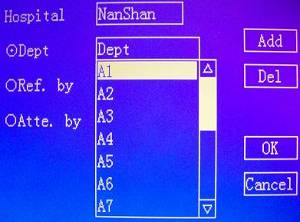 Hospital NanShan
Dept Dept Add
A1
Ref. by A2 Del
Atte. by A3
A4
A5 OK
A6 Cancel
A7